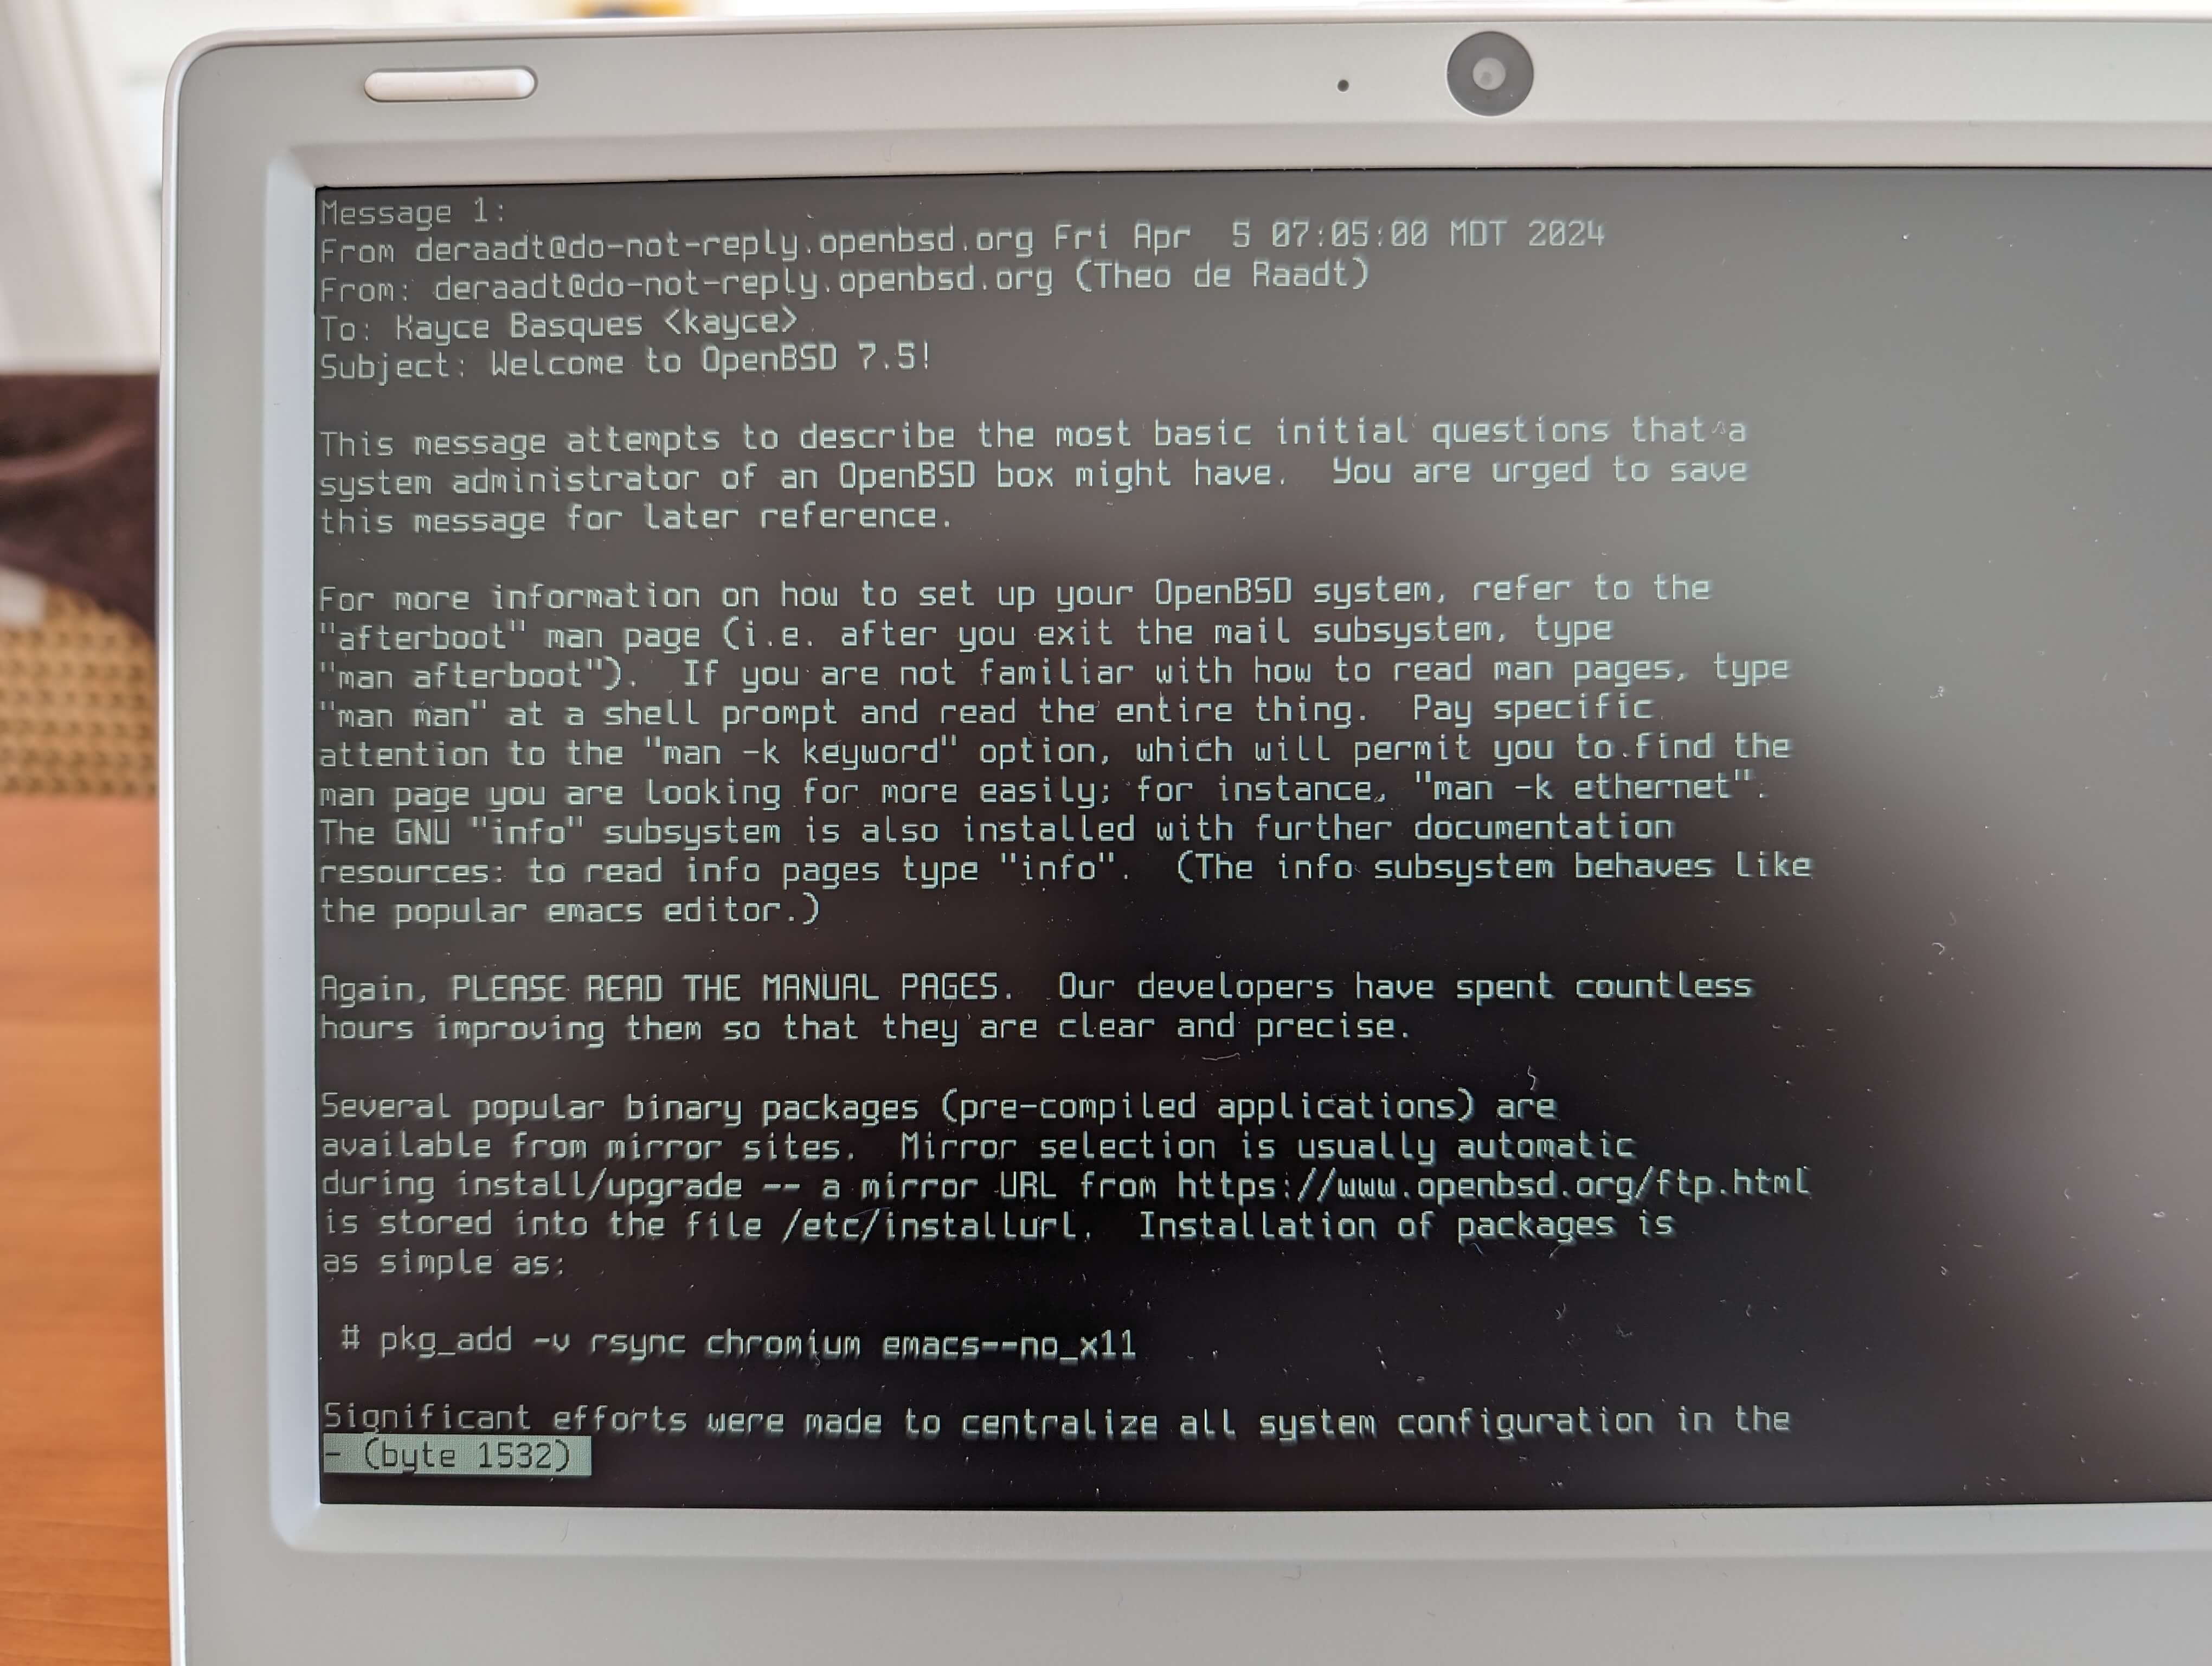 Message 1:
From deraadt@do-not-reply.openbsd.org Fri Apr  5 07:05:00 MDT 2024
From: deraadt@do-not-reply.openbsd.org (Theo de Raadt)
To: Kayce Basques <kayce>
Subject: Welcome to OpenBSD 7.5!

This message attempts to describe the most basic initial questions that a
system administrator of an OpenBSD box might have.  You are urged to save
this message for later reference.

For more information on how to set up your OpenBSD system, refer to the
"afterboot" man page (i.e. after you exit the mail subsystem, type
"man afterboot").  If you are not familiar with how to read man pages, type
"man man" at a shell prompt and read the entire thing.  Pay specific
attention to the "man -k keyword" option, which will permit you to find the
man page you are looking for more easily; for instance, "man -k ethernet".
The GNU "info" subsystem is also installed with further documentation
resources: to read info pages type "info".  (The info subsystem behaves like
the popular emacs editor.)

Again, PLEASE READ THE MANUAL PAGES.  Our developers have spent countless
hours improving them so that they are clear and precise.

Several popular binary packages (pre-compiled applications) are
available from mirror sites.  Mirror selection is usually automatic
during install/upgrade -- a mirror URL from https://www.openbsd.org/ftp.html
is stored into the file /etc/installurl.  Installation of packages is
as simple as:

 # pkg_add -v rsync chromium emacs--no_x11

Significant efforts were made to centralize all system configuration in the
- (byte 1532)